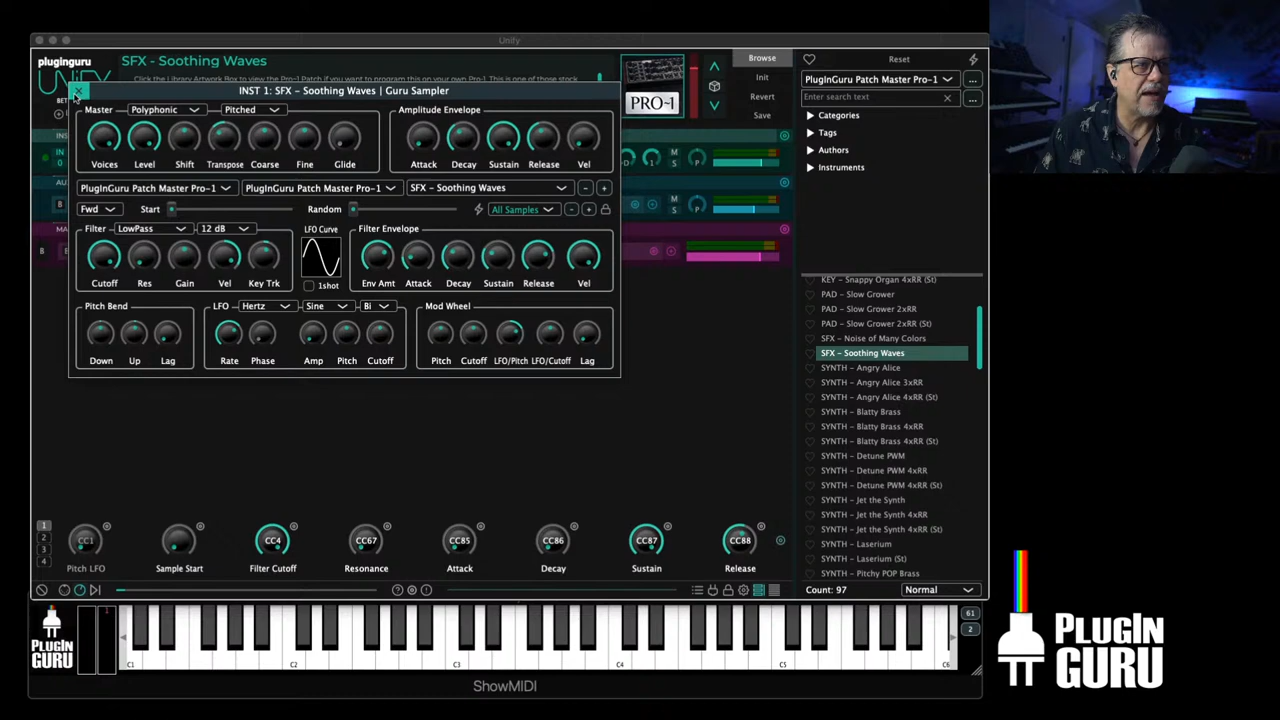 Unify
pluginguru
UNIFY
SFX - Soothing Waves
Click the Library Artwork Box to view the Pro-1 Patch if you want to program this on your own Pro-1. This is one of those stock
PRO~1
Browse
Init
Revert
Save
Reset
PlugInGuru Patch Master Pro-1
...
Enter search text
...
Categories
Tags
Authors
Instruments
INST 1: SFX - Soothing Waves | Guru Sampler
Master
Polyphonic
Pitched
Amplitude Envelope
Voices
Level
Shift
Transpose
Coarse
Fine
Glide
Attack
Decay
Sustain
Release
Vel
PlugInGuru Patch Master Pro-1
PlugInGuru Patch Master Pro-1
SFX - Soothing Waves
Fwd
Start
Random
All Samples
Filter
LowPass
12 dB
LFO Curve
Filter Envelope
1shot
Cutoff
Res
Gain
Vel
Key Trk
Env Amt
Attack
Decay
Sustain
Release
Vel
Pitch Bend
LFO
Hertz
Sine
Bi
Mod Wheel
Down
Up
Lag
Rate
Phase
Amp
Pitch
Cutoff
Pitch
Cutoff
LFO/Pitch
LFO/Cutoff
Lag
M
S
P
M
S
P
KEY - Snappy Organ 4xRR (St)
PAD - Slow Grower
PAD - Slow Grower 2xRR
PAD - Slow Grower 2xRR (St)
SFX - Noise of Many Colors
SFX - Soothing Waves
SYNTH - Angry Alice
SYNTH - Angry Alice 3xRR
SYNTH - Angry Alice 4xRR (St)
SYNTH - Blatty Brass
SYNTH - Blatty Brass 4xRR
SYNTH - Blatty Brass 4xRR (St)
SYNTH - Detune PWM
SYNTH - Detune PWM 4xRR
SYNTH - Detune PWM 4xRR (St)
SYNTH - Jet the Synth
SYNTH - Jet the Synth 4xRR
SYNTH - Jet the Synth 4xRR (St)
SYNTH - Laserium
SYNTH - Laserium (St)
SYNTH - Pitchy POP Brass
Count: 97
Normal
1
2
3
4
CC1
CC4
CC67
CC85
CC86
CC87
CC88
Pitch LFO
Sample Start
Filter Cutoff
Resonance
Attack
Decay
Sustain
Release
C1
C2
C3
C4
C5
C6
61
2
PLUGIN
GURU
ShowMIDI
PLUGIN
GURU